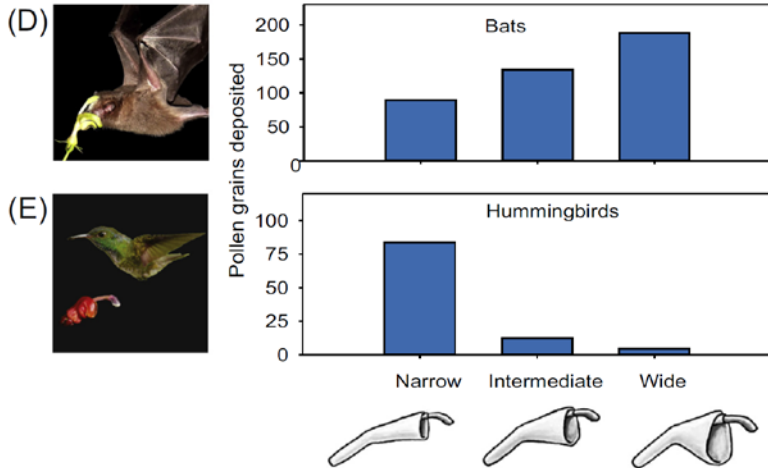 (D)
Bats
200
150
100
50
0
(E)
Hummingbirds
100
75
50
25
0
Pollen grains deposited
Narrow Intermediate Wide